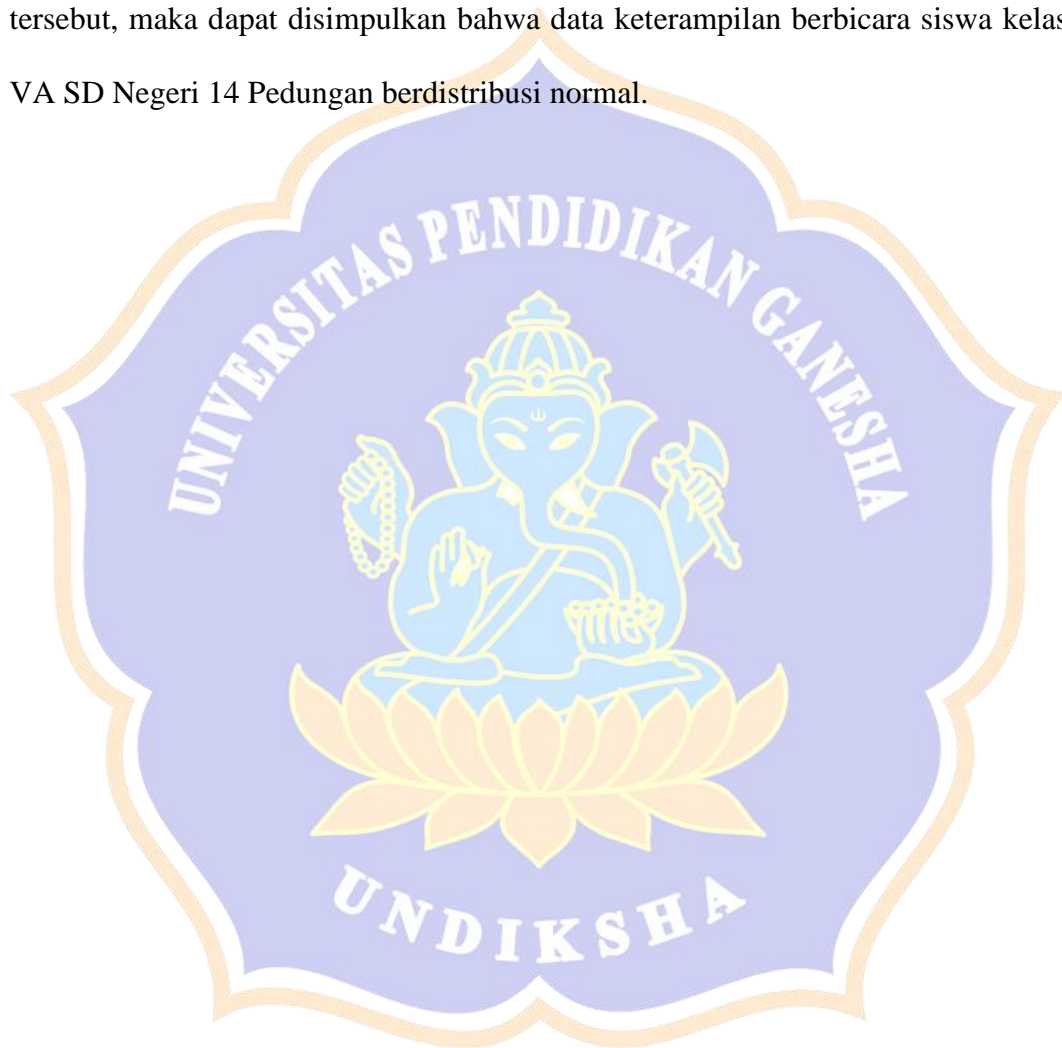 tersebut, maka dapat disimpulkan bahwa data keterampilan berbicara siswa kelas
VA SD Negeri 14 Pedungan berdistribusi normal.
UNIVERSITAS PENDIDIKAN GANESHA
UNDIKSHA